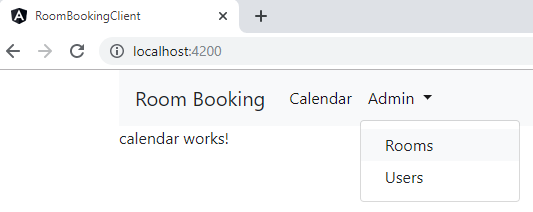 RoomBookingClient
localhost:4200
Room Booking Calendar Admin
calendar works!
Rooms
Users